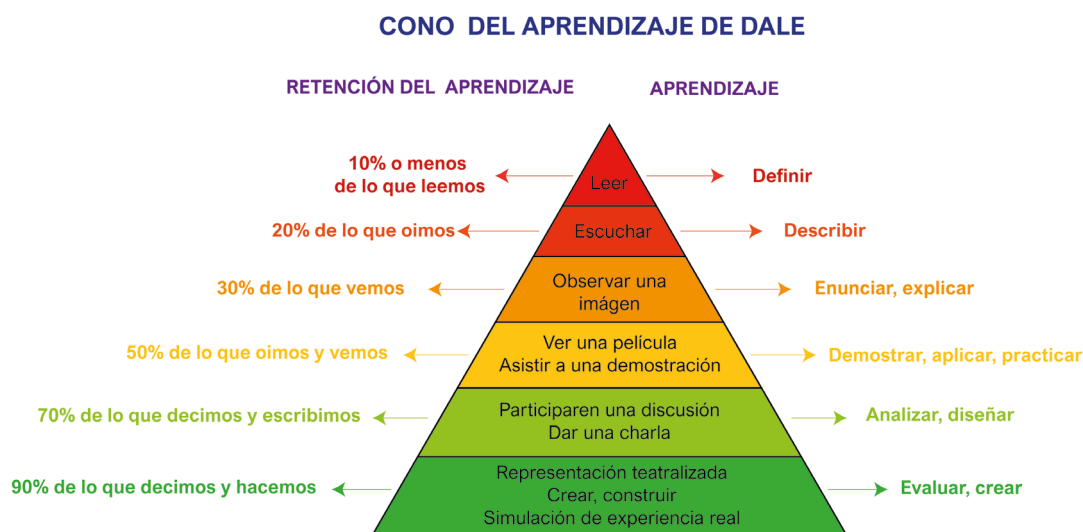 CONO DEL APRENDIZAJE DE DALE
RETENCIÓN DEL APRENDIZAJE
APRENDIZAJE
10% o menos
de lo que leemos
Leer
Definir
20% de lo que oimos
Escuchar
Describir
30% de lo que vemos
Observar una
imágen
Enunciar, explicar
50% de lo que oimos y vemos
Ver una película
Asistir a una demostración
Demostrar, aplicar, practicar
70% de lo que decimos y escribimos
Participaren una discusión
Dar una charla
Analizar, diseñar
90% de lo que decimos y hacemos
Representación teatralizada
Crear, construir
Simulación de experiencia real
Evaluar, crear